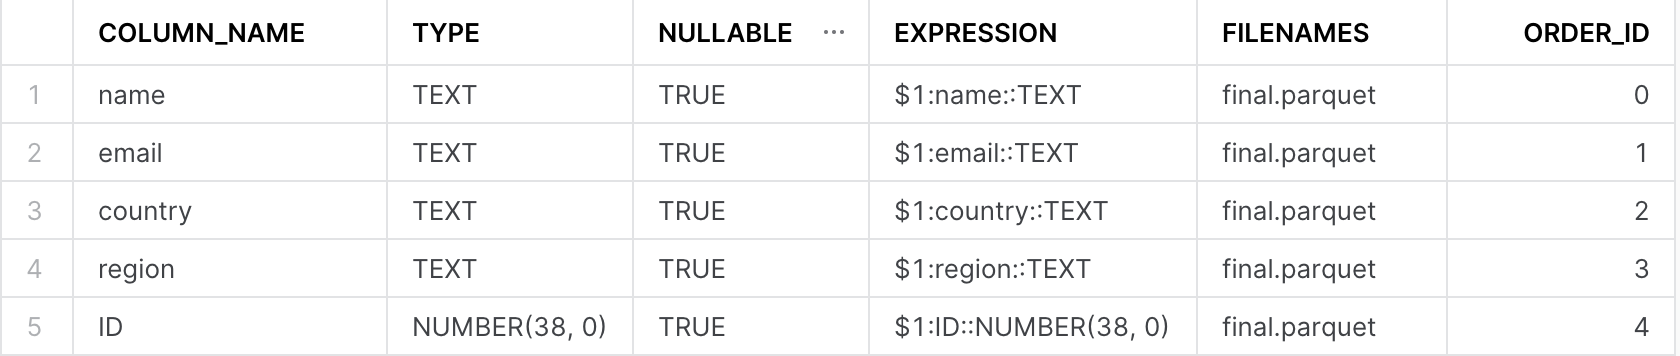 COLUMN_NAME TYPE NULLABLE ... EXPRESSION FILENAMES ORDER_ID
1 name TEXT TRUE $1:name::TEXT final.parquet 0
2 email TEXT TRUE $1:email::TEXT final.parquet 1
3 country TEXT TRUE $1:country::TEXT final.parquet 2
4 region TEXT TRUE $1:region::TEXT final.parquet 3
5 ID NUMBER(38, 0) TRUE $1:ID::NUMBER(38, 0) final.parquet 4